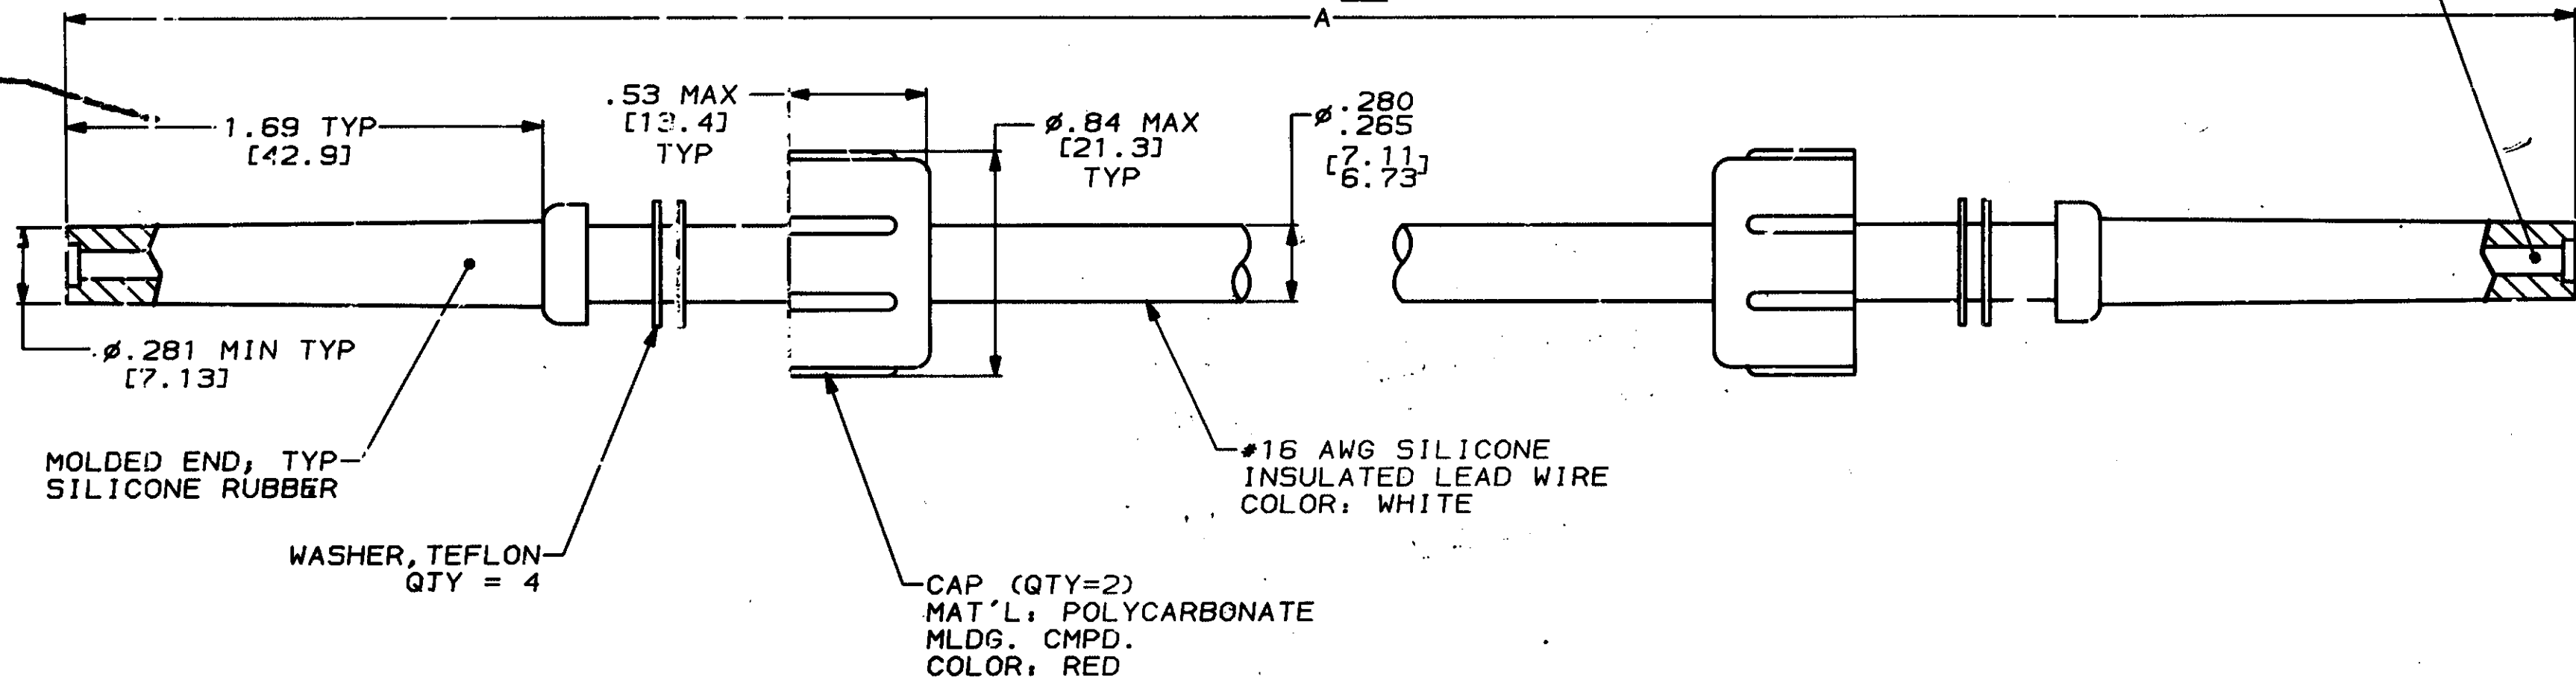 A
.53 MAX
[13.4]
TYP
1.69 TYP
[42.9]
ø.84 MAX
[21.3]
TYP
ø.280
.265
[7.11
6.73]
ø.281 MIN TYP
[7.13]
MOLDED END; TYP
SILICONE RUBBER
#16 AWG SILICONE
INSULATED LEAD WIRE
COLOR: WHITE
WASHER, TEFLON
QTY = 4
CAP (QTY=2)
MAT'L: POLYCARBONATE
MLDG. CMPD.
COLOR: RED